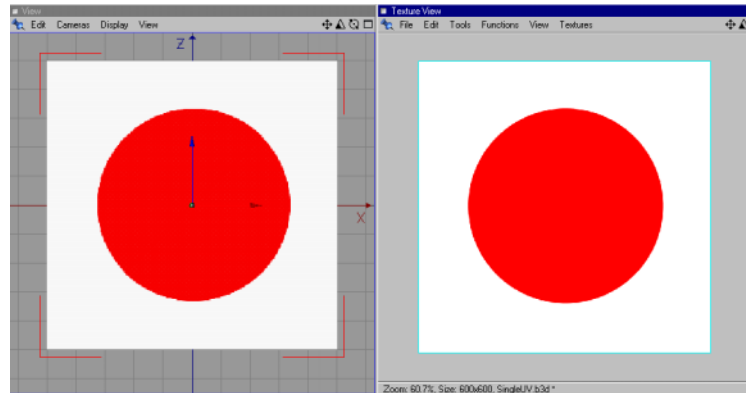 View
Edit Cameras Display View
Z
X
Texture View
File Edit Tools Functions View Textures
Zoom: 60.7%, Size: 600x600, SingleUV.b3d *